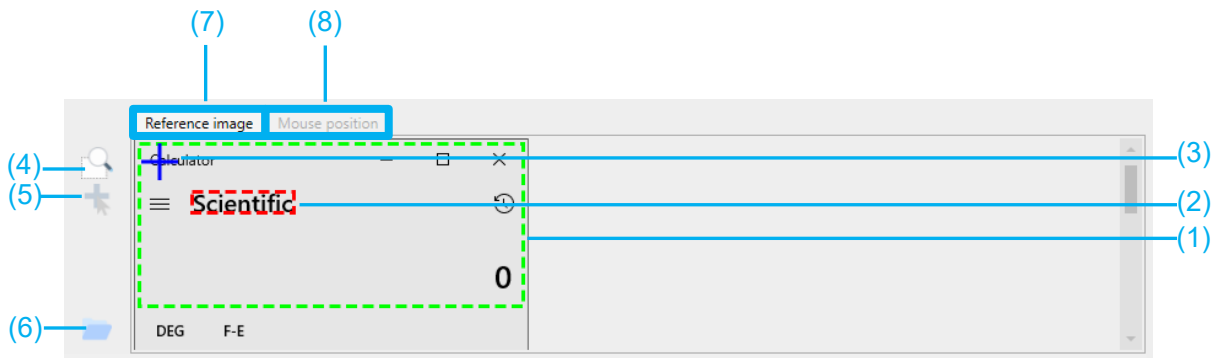 (7) (8)
Reference image Mouse position
Calculator
(3)
(4)
(5)
Scientific
(2)
(1)
0
(6)
DEG F-E